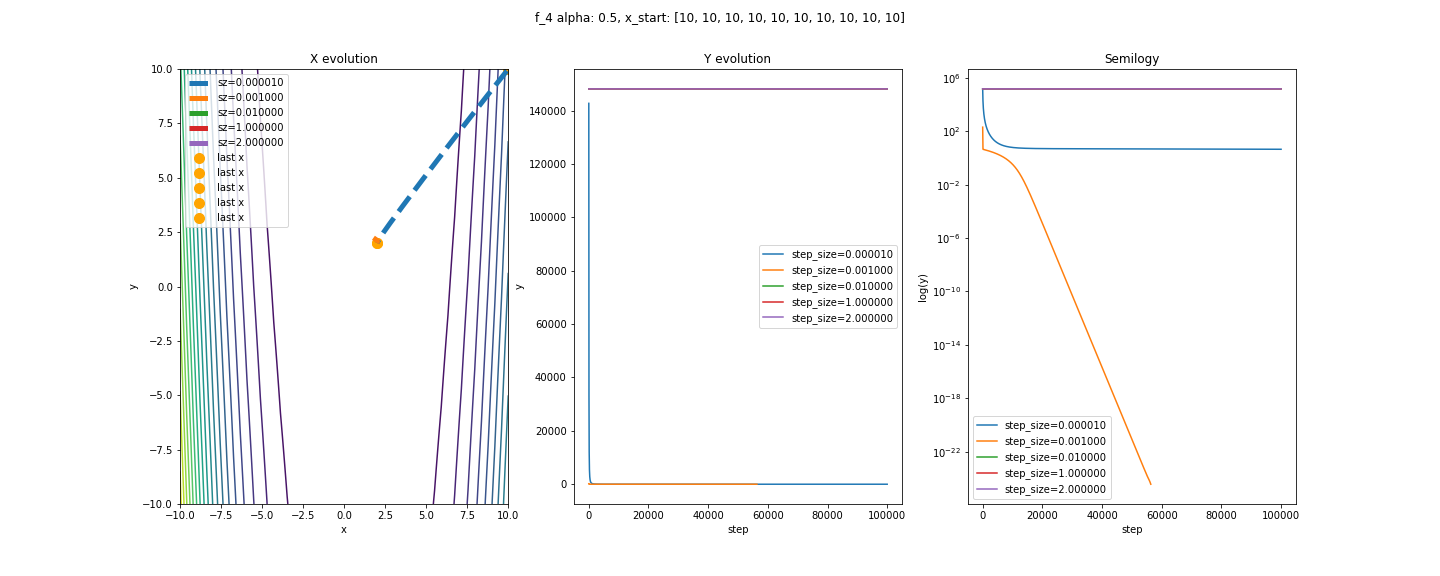 f_4 alpha: 0.5, x_start: [10, 10, 10, 10, 10, 10, 10, 10, 10, 10]
X evolution
10.0
7.5
5.0
2.5
0.0
−2.5
−5.0
−7.5
−10.0
y
sz=0.000010
sz=0.001000
sz=0.010000
sz=1.000000
sz=2.000000
last x
last x
last x
last x
last x
−10.0 −7.5 −5.0 −2.5 0.0 2.5 5.0 7.5 10.0
x
Y evolution
140000
120000
100000
80000
60000
40000
20000
0
y
step_size=0.000010
step_size=0.001000
step_size=0.010000
step_size=1.000000
step_size=2.000000
0 20000 40000 60000 80000 100000
step
Semilogy
10^6
10^2
10^−2
10^−6
10^−10
10^−14
10^−18
10^−22
log(y)
step_size=0.000010
step_size=0.001000
step_size=0.010000
step_size=1.000000
step_size=2.000000
0 20000 40000 60000 80000 100000
step